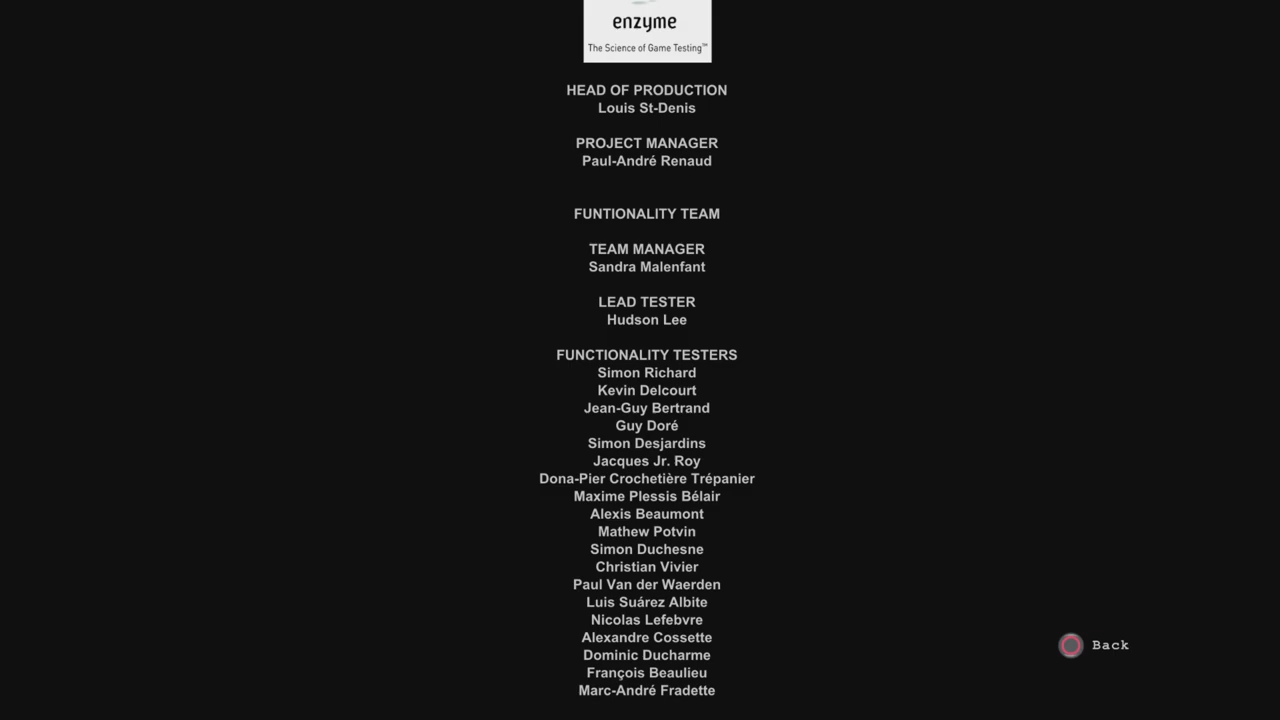 enzyme
The Science of Game Testing™
HEAD OF PRODUCTION
Louis St-Denis
PROJECT MANAGER
Paul-André Renaud
FUNTIONALITY TEAM
TEAM MANAGER
Sandra Malenfant
LEAD TESTER
Hudson Lee
FUNCTIONALITY TESTERS
Simon Richard
Kevin Delcourt
Jean-Guy Bertrand
Guy Doré
Simon Desjardins
Jacques Jr. Roy
Dona-Pier Crochetière Trépanier
Maxime Plessis Bélair
Alexis Beaumont
Mathew Potvin
Simon Duchesne
Christian Vivier
Paul Van der Waerden
Luis Suárez Albite
Nicolas Lefebvre
Alexandre Cossette
Dominic Ducharme
François Beaulieu
Marc-André Fradette
Back